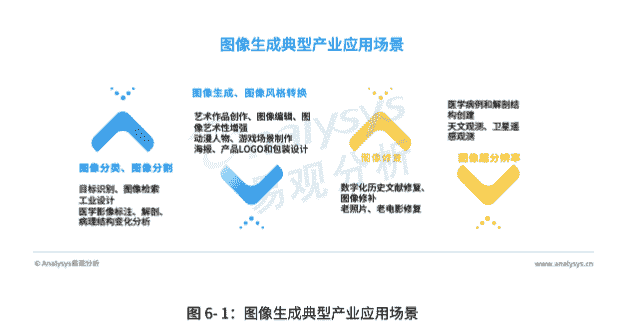 图像生成典型产业应用场景
图像分类、图像分割
目标识别、图像检索
工业设计
医学影像标注、解剖、
病理结构变化分析
图像生成、图像风格转换
艺术作品创作、图像编辑、图
像艺术性增强
动漫人物、游戏场景制作
海报、产品LOGO和包装设计
图像修复
数字化历史文献修复、
图像修补
老照片、老电影修复
医学病例和解剖结
构创建
天文观测、卫星遥
感观测
图像超分辨率
Analysys
易观分析
© Analysys易观分析
www.analysys.cn
图 6- 1：图像生成典型产业应用场景